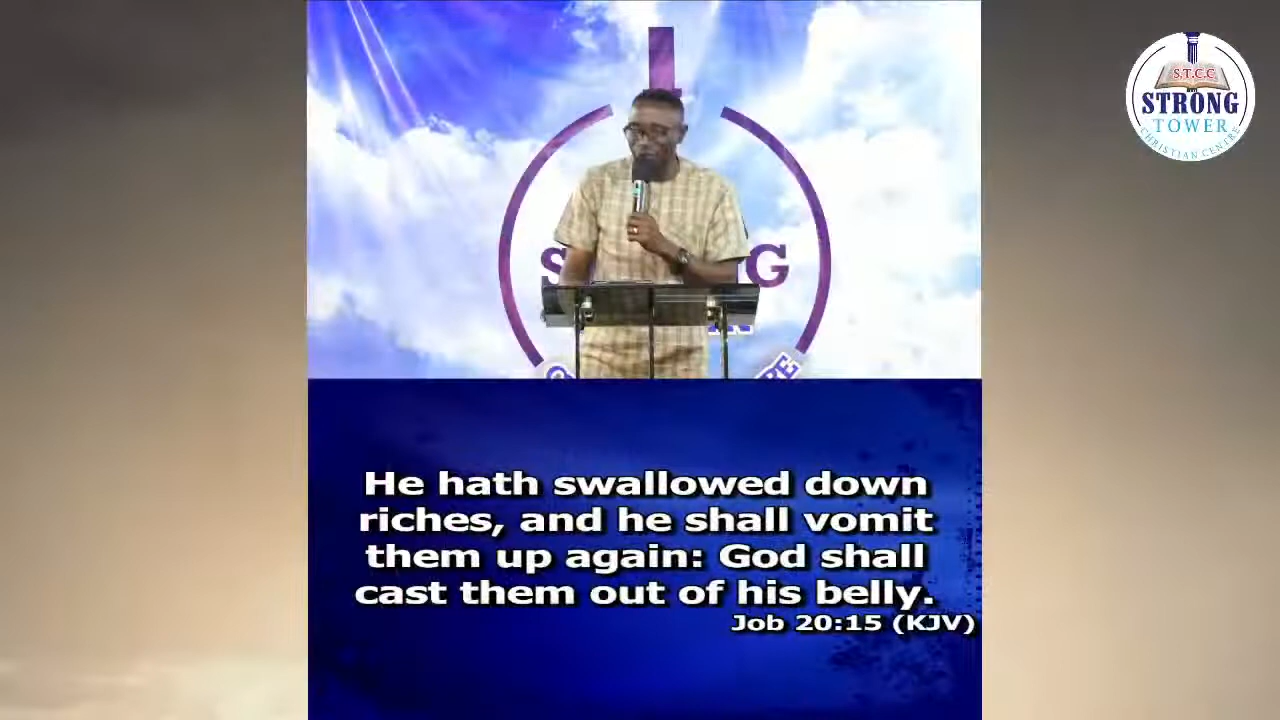 S.T.C.C
STRONG
TOWER
CHRISTIAN CENTRE
He hath swallowed down
riches, and he shall vomit
them up again: God shall
cast them out of his belly.
Job 20:15 (KJV)